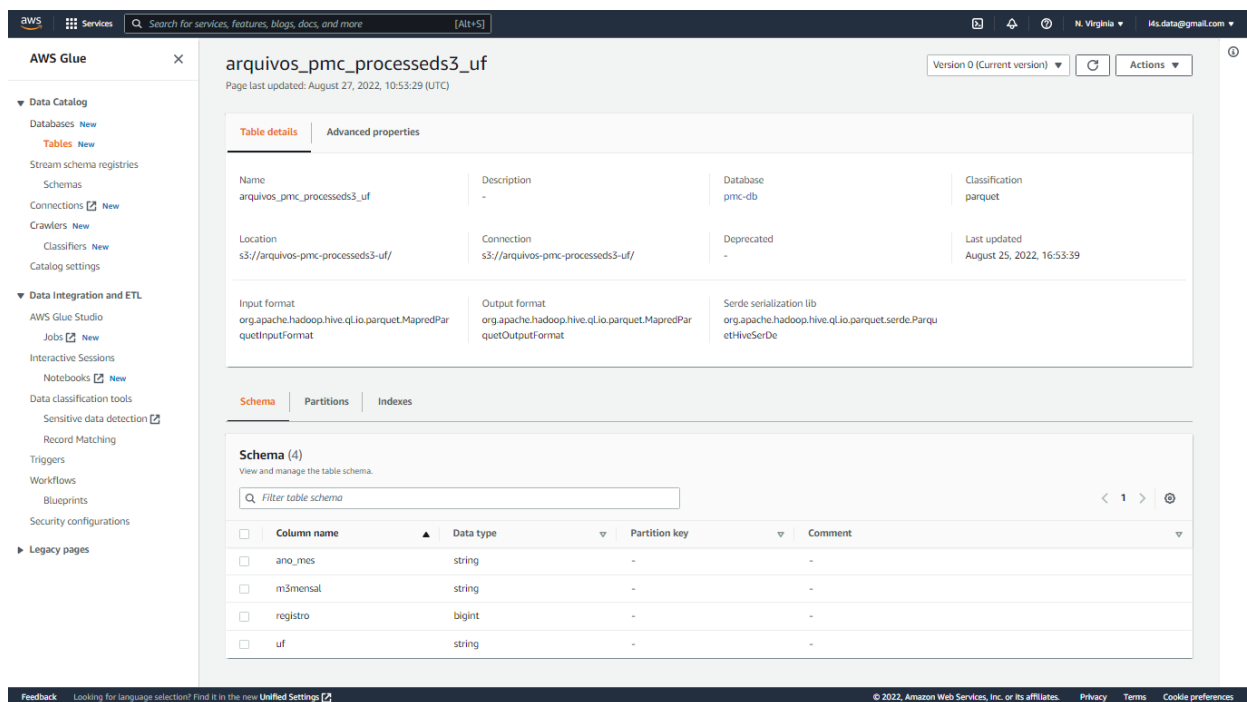 aws
Services
Search for services, features, blogs, docs, and more
[Alt+S]
N. Virginia
i4s.data@gmail.com
AWS Glue
Data Catalog
Databases New
Tables New
Stream schema registries
Schemas
Connections New
Crawlers New
Classifiers New
Catalog settings
Data Integration and ETL
AWS Glue Studio
Jobs New
Interactive Sessions
Notebooks New
Data classification tools
Sensitive data detection
Record Matching
Triggers
Workflows
Blueprints
Security configurations
Legacy pages
arquivos_pmc_processeds3_uf
Page last updated: August 27, 2022, 10:53:29 (UTC)
Version 0 (Current version)
Actions
Table details
Advanced properties
Name
arquivos_pmc_processeds3_uf
Description
-
Database
pmc-db
Classification
parquet
Location
s3://arquivos-pmc-processeds3-uf/
Connection
s3://arquivos-pmc-processeds3-uf/
Deprecated
-
Last updated
August 25, 2022, 16:53:39
Input format
org.apache.hadoop.hive.ql.io.parquet.MapredPar
quetInputFormat
Output format
org.apache.hadoop.hive.ql.io.parquet.MapredPar
quetOutputFormat
Serde serialization lib
org.apache.hadoop.hive.ql.io.parquet.serde.Parqu
etHiveSerDe
Schema
Partitions
Indexes
Schema (4)
View and manage the table schema.
Filter table schema
1
Column name Data type Partition key Comment
ano_mes string - -
m3mensal string - -
registro bigint - -
uf string - -
Feedback
Looking for language selection? Find it in the new Unified Settings
© 2022, Amazon Web Services, Inc. or its affiliates.
Privacy
Terms
Cookie preferences